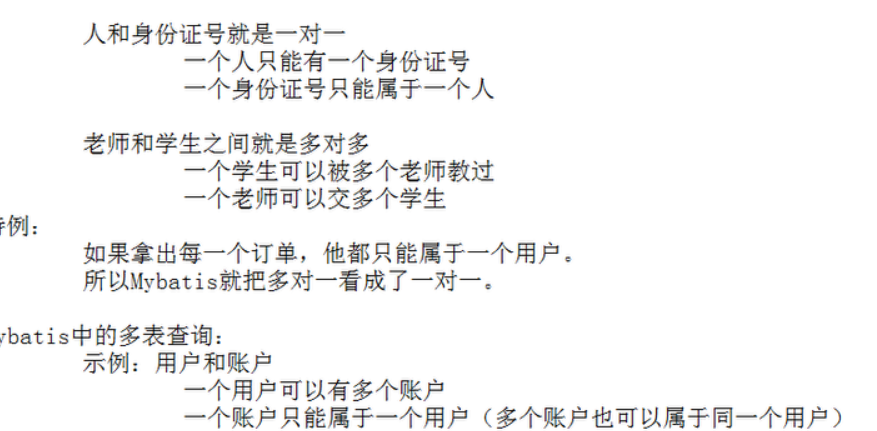 人和身份证号就是一对一
一个人只能有一个身份证号
一个身份证号只能属于一个人
老师和学生之间就是多对多
一个学生可以被多个老师教过
一个老师可以交多个学生
例:
如果拿出每一个订单，他都只能属于一个用户。
所以Mybatis就把多对一看成了一对一。
ybatis中的多表查询:
示例: 用户和账户
一个用户可以有多个账户
一个账户只能属于一个用户（多个账户也可以属于同一个用户）